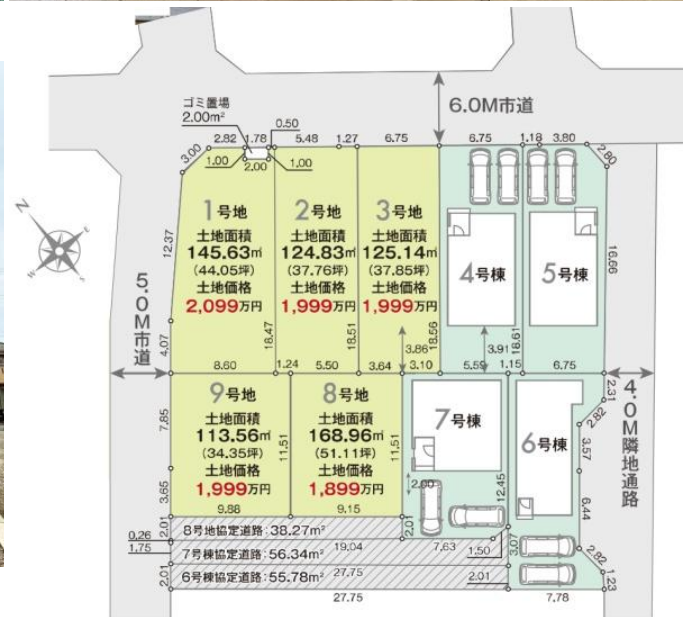 6.0M市道
ゴミ置場
2.00m²
0.50
2.82
1.78
5.48
1.27
6.75
6.75
1.18
3.80
3.00
1.00
2.00
1.00
2.80
N
E
S
W
1号地
土地面積
145.63㎡
(44.05坪)
土地価格
2,099万円
2号地
土地面積
124.83㎡
(37.76坪)
土地価格
1,999万円
3号地
土地面積
125.14㎡
(37.85坪)
土地価格
1,999万円
4号棟
5号棟
12.37
16.66
5.0M市道
4.07
18.47
18.51
3.86
18.56
3.91
18.61
8.60
1.24
5.50
3.64
3.10
5.59
1.15
6.75
4.0M隣地通路
9号地
土地面積
113.56㎡
(34.35坪)
土地価格
1,999万円
8号地
土地面積
168.96㎡
(51.11坪)
土地価格
1,899万円
7号棟
6号棟
7.85
11.51
11.51
2.31
2.82
3.57
3.65
2.00
12.45
6.44
9.88
9.15
0.26
1.75
2.01
8号地協定道路:38.27m²
2.01
7.63
1.50
3.07
2.82
7号棟協定道路:56.34m²
19.04
2.01
6号棟協定道路:55.78m²
27.75
2.01
1.23
27.75
7.78